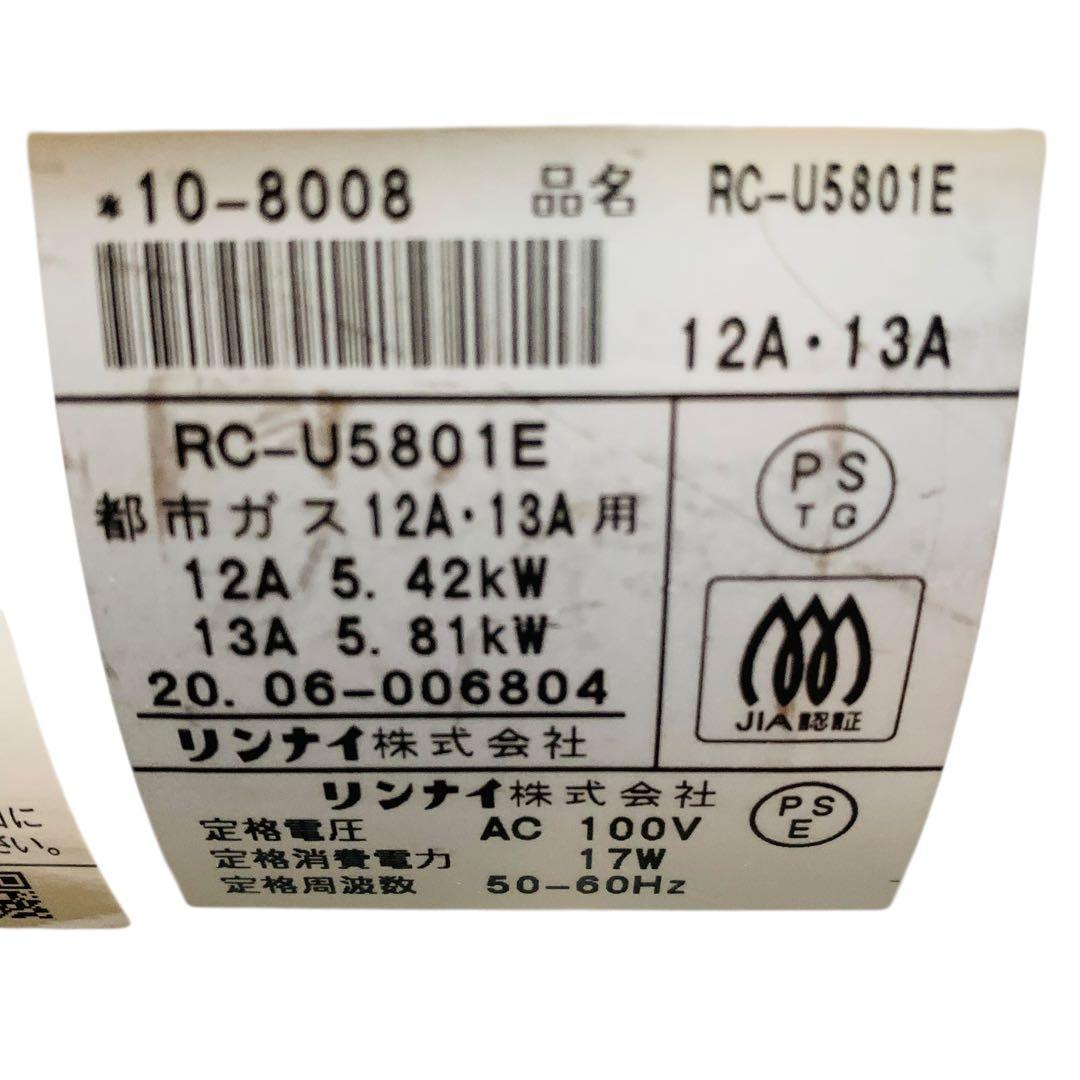 *10-8008 品名 RC-U5801E
12A・13A
RC-U5801E
都市ガス12A・13A用
12A 5.42kW
13A 5.81kW
20.06-006804
リンナイ株式会社
PS
TG
JIA認証
リンナイ株式会社
PS
E
定格電圧 AC 100V
定格消費電力 17W
定格周波数 50-60Hz
に
さい。